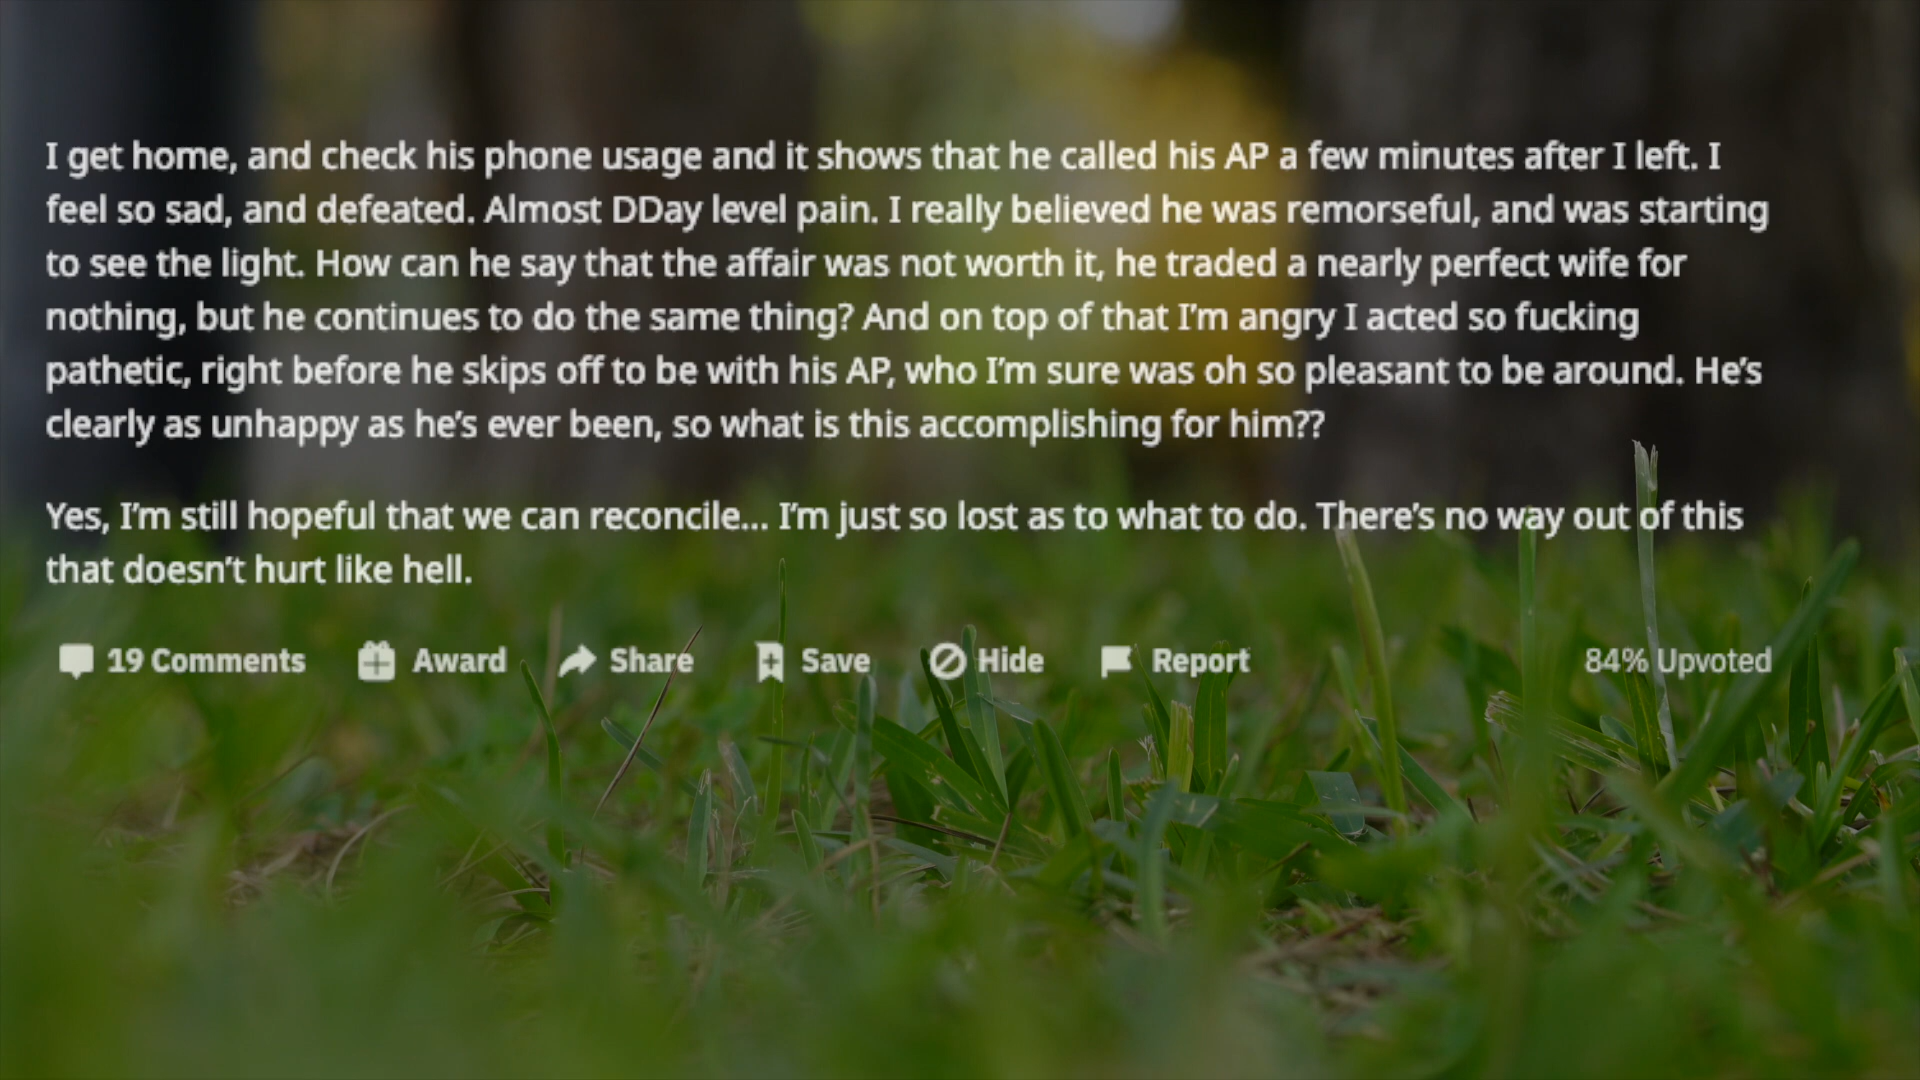 I get home, and check his phone usage and it shows that he called his AP a few minutes after I left. I
feel so sad, and defeated. Almost DDay level pain. I really believed he was remorseful, and was starting
to see the light. How can he say that the affair was not worth it, he traded a nearly perfect wife for
nothing, but he continues to do the same thing? And on top of that I’m angry I acted so fucking
pathetic, right before he skips off to be with his AP, who I’m sure was oh so pleasant to be around. He’s
clearly as unhappy as he’s ever been, so what is this accomplishing for him??
Yes, I’m still hopeful that we can reconcile... I’m just so lost as to what to do. There’s no way out of this
that doesn’t hurt like hell.
19 Comments Award Share Save Hide Report 84% Upvoted